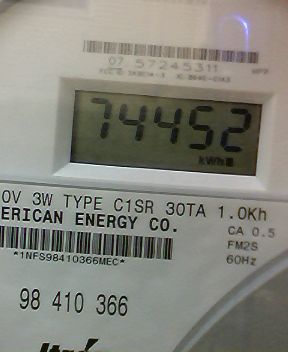 07 57245311
74452
kWh
0V 3W TYPE C1SR 30TA 1.0Kh
ERICAN ENERGY CO.
CA 0.5
FM2S
60Hz
*1NFS98410366MEC*
98 410 366